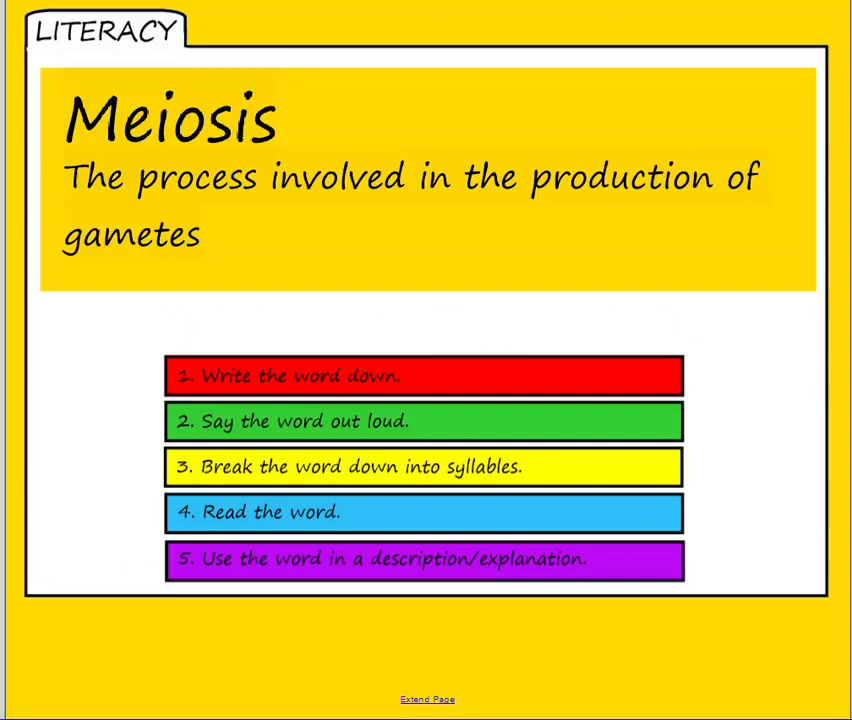 LITERACY
Meiosis
The process involved in the production of
gametes
1. Write the word down.
2. Say the word out loud.
3. Break the word down into syllables.
4. Read the word.
5. Use the word in a description/explanation.
Extend Page